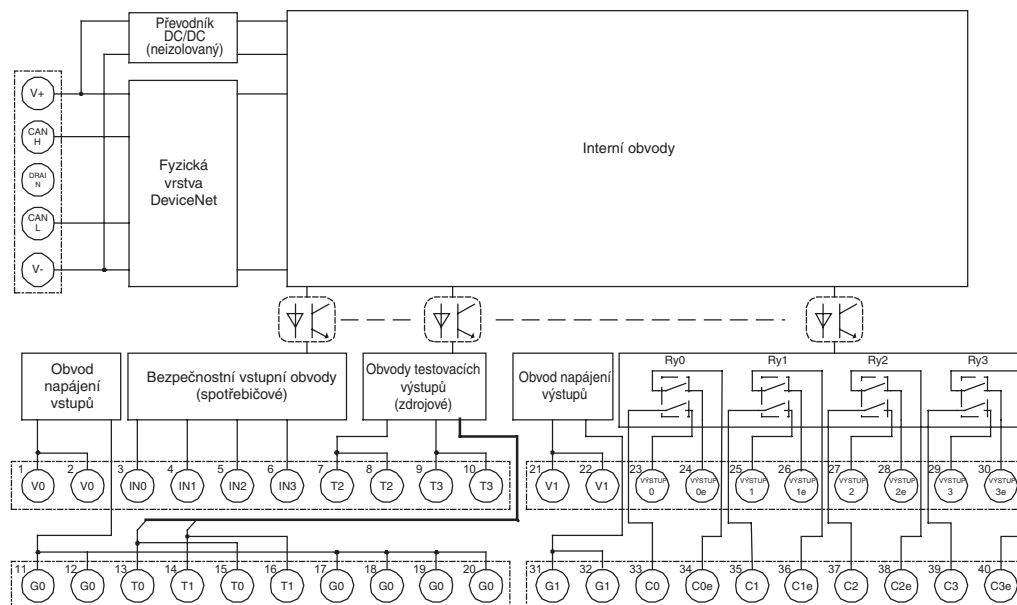 Převodník
DC/DC
(neizolovaný)
V+
CAN
H
DRAI
N
CAN
L
V-
Fyzická
vrstva
DeviceNet
Interní obvody
Obvod
napájení
vstupů
Bezpečnostní vstupní obvody
(spotřebičové)
Obvody testovacích
výstupů
(zdrojové)
Obvod napájení
výstupů
Ry0 Ry1 Ry2 Ry3
1 2 3 4 5 6 7 8 9 10
V0 V0 IN0 IN1 IN2 IN3 T2 T2 T3 T3
21 22 23 24 25 26 27 28 29 30
V1 V1 VÝSTUP VÝSTUP VÝSTUP VÝSTUP VÝSTUP VÝSTUP VÝSTUP VÝSTUP
0 0e 1 1e 2 2e 3 3e
11 12 13 14 15 16 17 18 19 20
G0 G0 T0 T1 T0 T1 G0 G0 G0 G0
31 32 33 34 35 36 37 38 39 40
G1 G1 C0 C0e C1 C1e C2 C2e C3 C3e